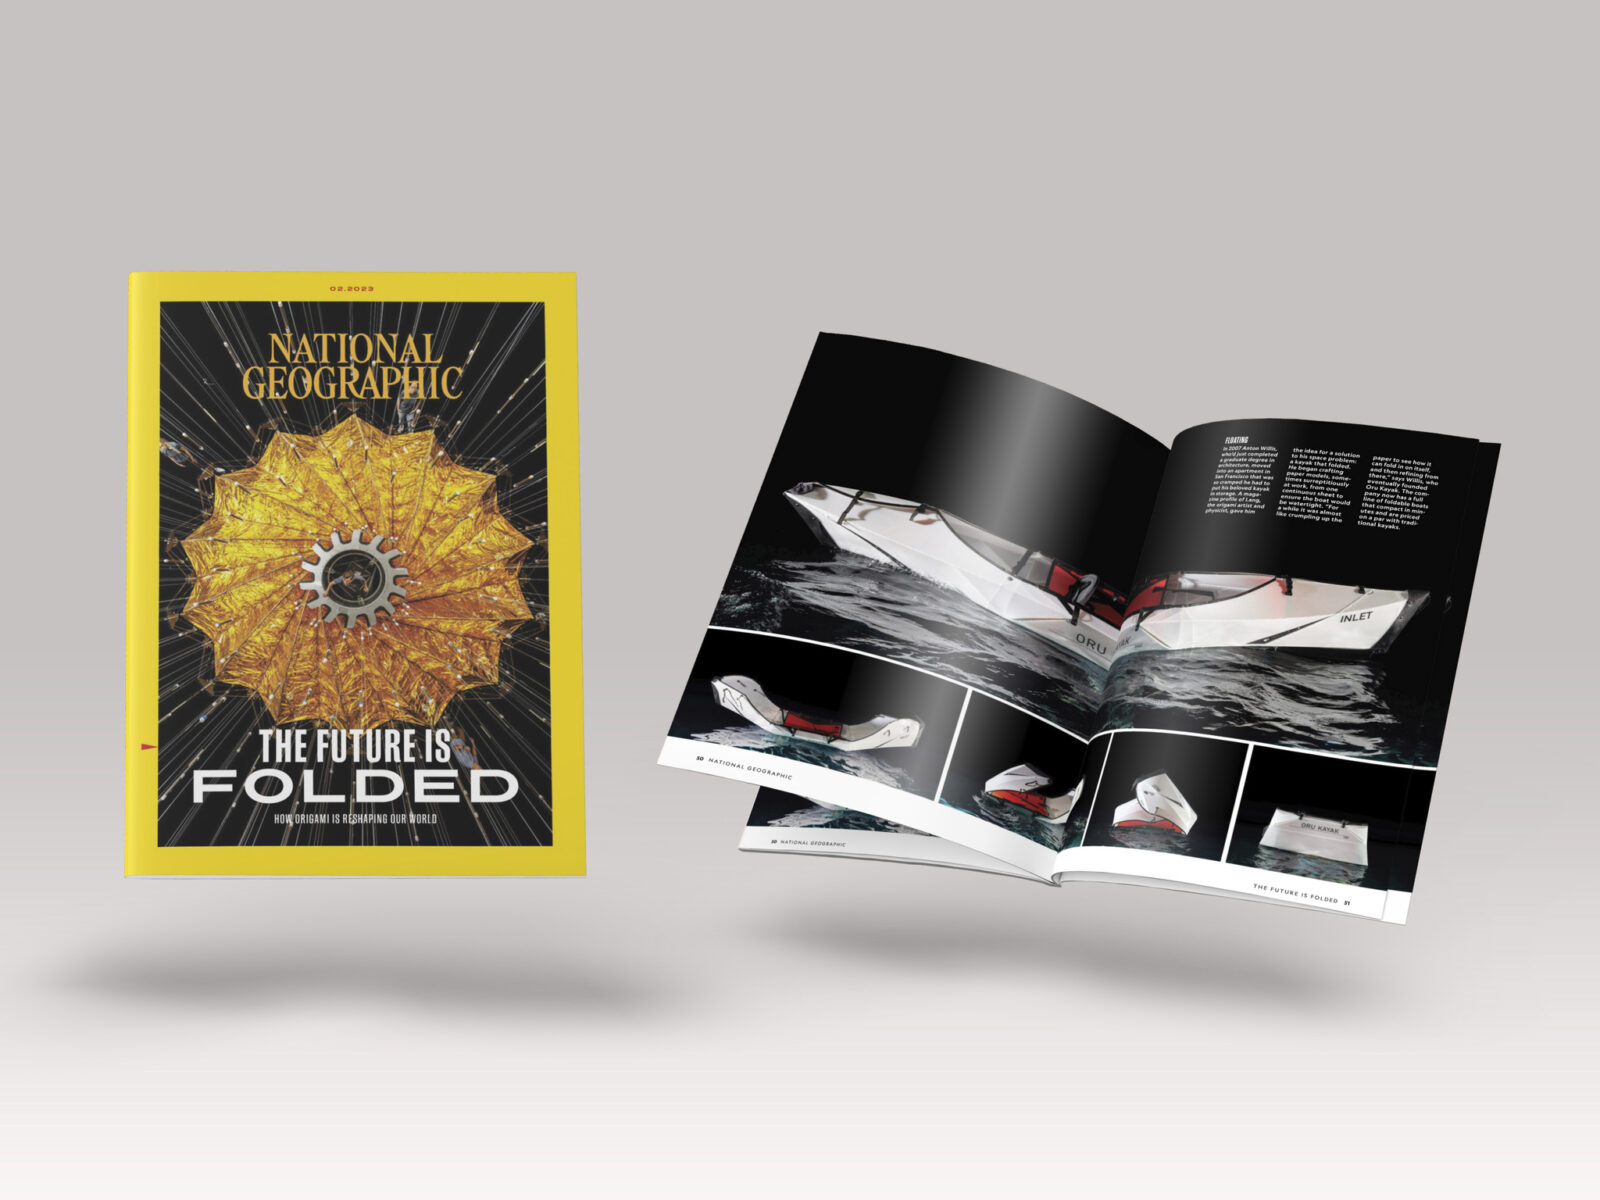 02.2023
NATIONAL
GEOGRAPHIC
THE FUTURE IS
FOLDED
HOW ORIGAMI IS RESHAPING OUR WORLD
FLOATING
In 2007 Anton Willis,
who'd just completed
a graduate degree in
architecture, moved
into an apartment in
San Francisco that was
so cramped he had to
put his beloved kayak
in storage. A maga-
zine profile of Lang,
the origami artist and
physicist, gave him
the idea for a solution
to his space problem:
a kayak that folded.
He began crafting
paper models, some-
times surreptitiously
at work, from one
continuous sheet to
ensure the boat would
be watertight. "For
a while it was almost
like crumpling up the
paper to see how it
can fold in on itself,
and then refining from
there," says Willis, who
eventually founded
Oru Kayak. The com-
pany now has a full
line of foldable boats
that compact in min-
utes and are priced
on a par with tradi-
tional kayaks.
INLET
ORU KAYAK
ORU KAYAK
50 NATIONAL GEOGRAPHIC
50 NATIONAL GEOGRAPHIC
THE FUTURE IS FOLDED 51